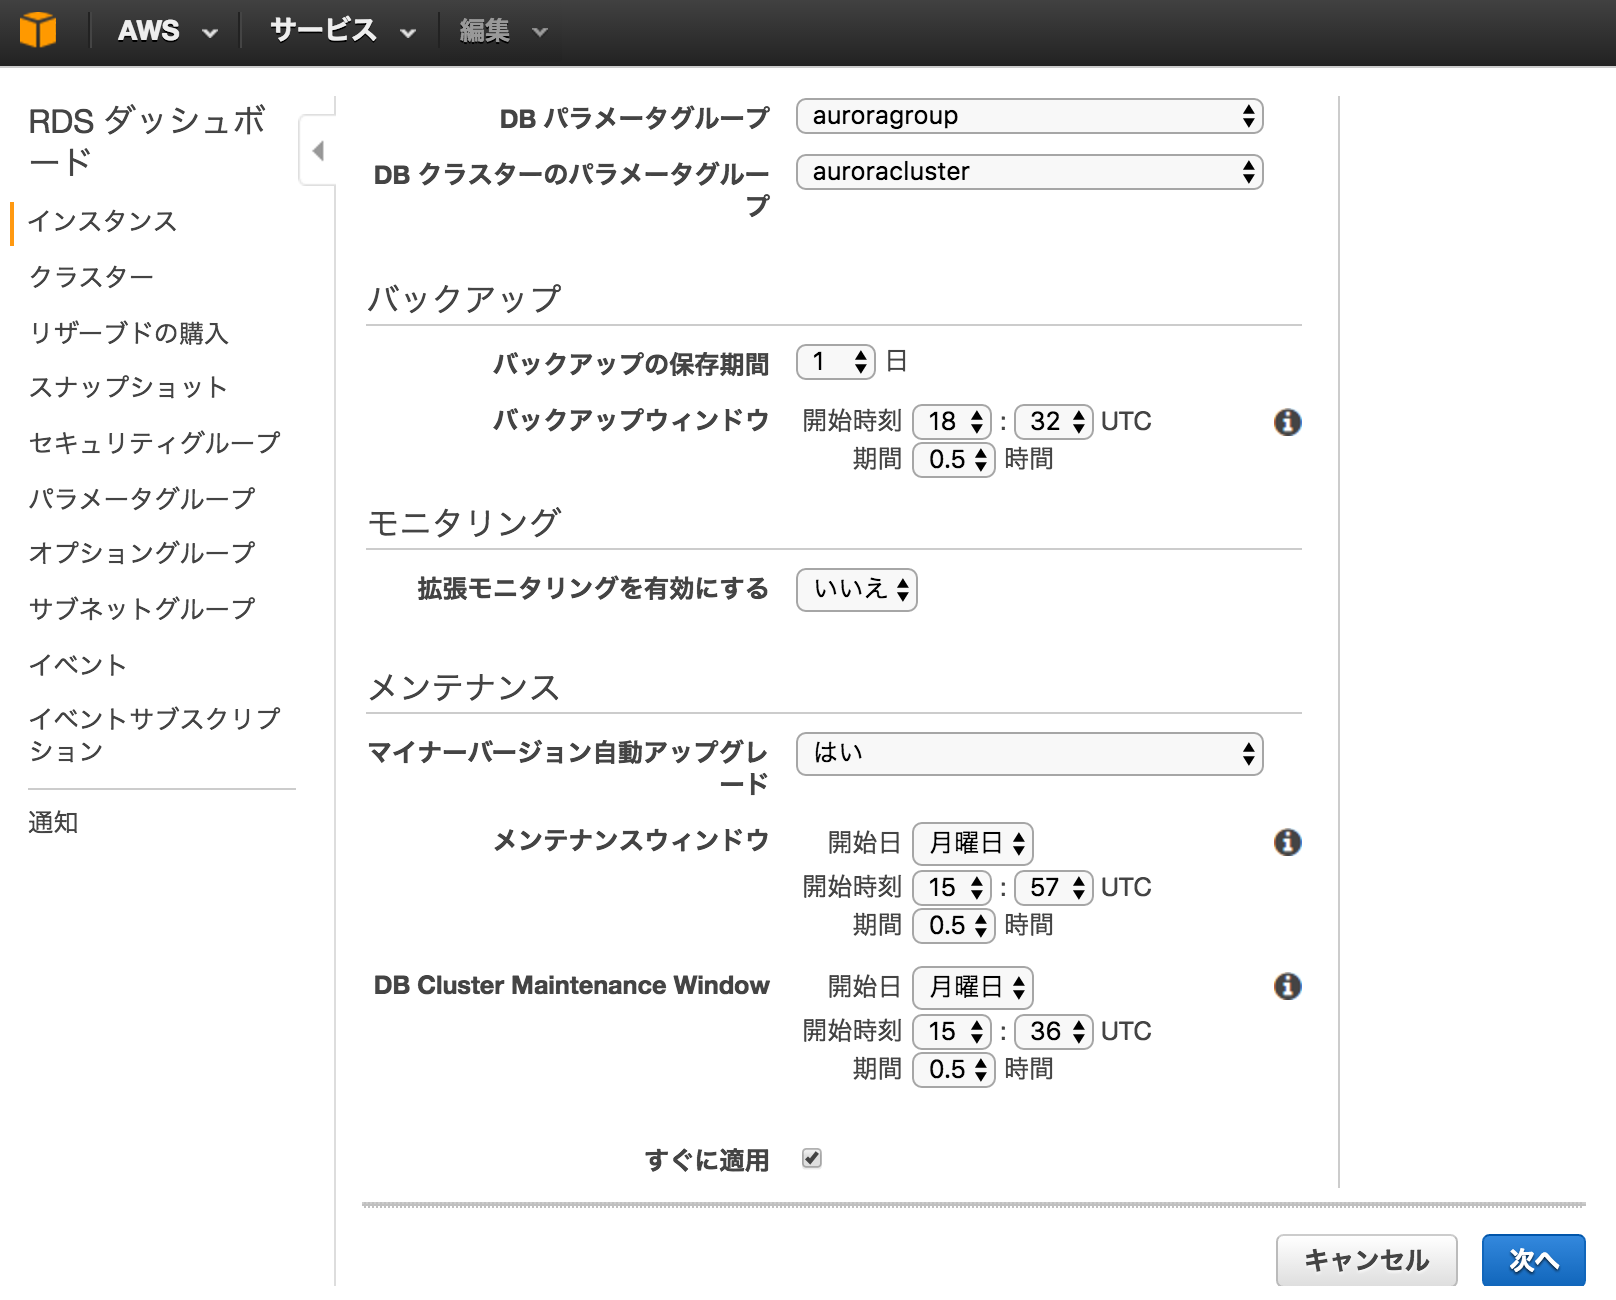 AWS サービス 編集
RDS ダッシュボ
ード
インスタンス
クラスター
リザーブドの購入
スナップショット
セキュリティグループ
パラメータグループ
オプショングループ
サブネットグループ
イベント
イベントサブスクリプ
ション
通知
DB パラメータグループ auroragroup
DB クラスターのパラメータグルー auroracluster
プ
バックアップ
バックアップの保存期間 1 日
バックアップウィンドウ 開始時刻 18 : 32 UTC
期間 0.5 時間
モニタリング
拡張モニタリングを有効にする いいえ
メンテナンス
マイナーバージョン自動アップグレ はい
ード
メンテナンスウィンドウ 開始日 月曜日
開始時刻 15 : 57 UTC
期間 0.5 時間
DB Cluster Maintenance Window 開始日 月曜日
開始時刻 15 : 36 UTC
期間 0.5 時間
すぐに適用
キャンセル 次へ